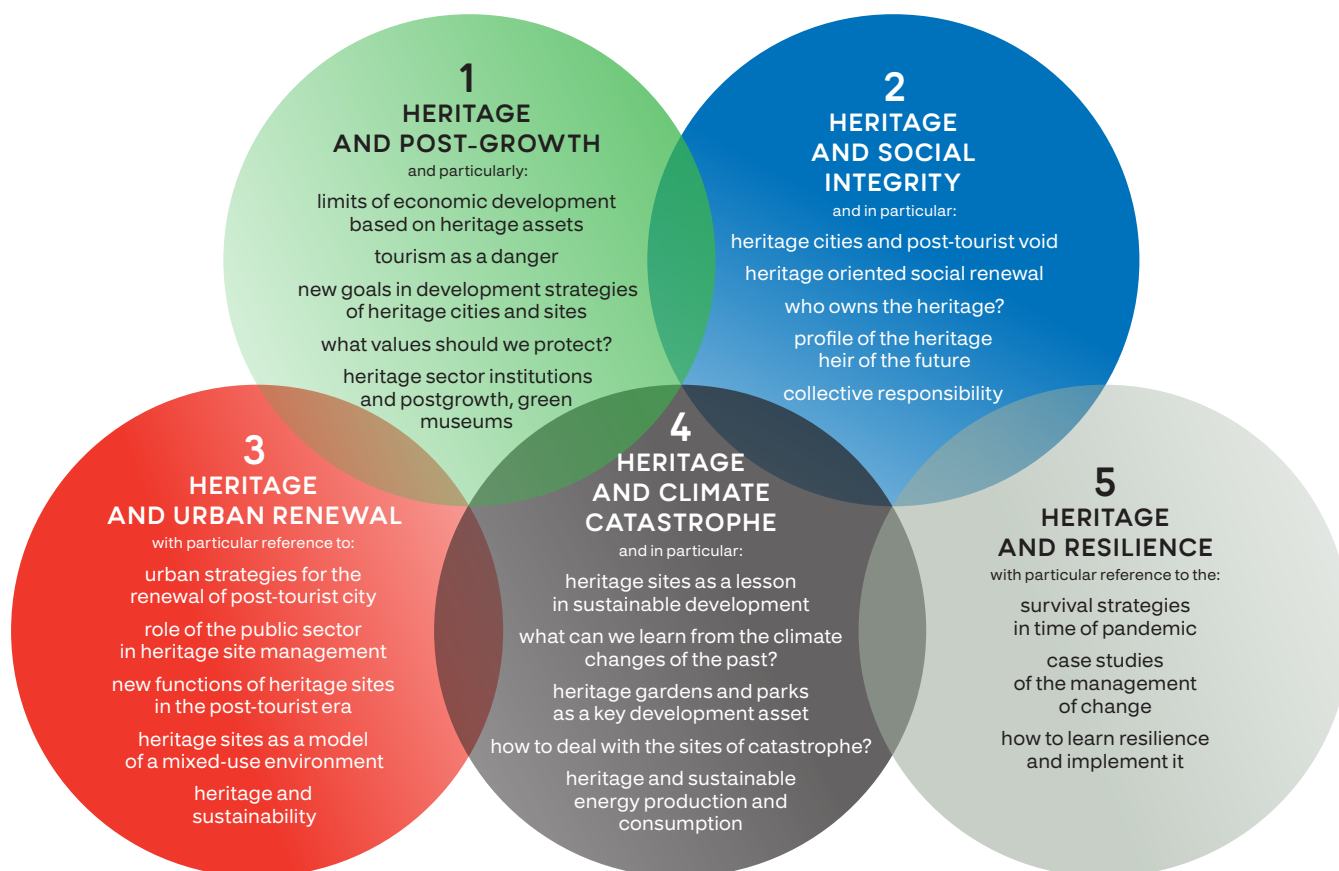 1
HERITAGE
AND POST-GROWTH
and particularly:
limits of economic development
based on heritage assets
tourism as a danger
new goals in development strategies
of heritage cities and sites
what values should we protect?
heritage sector institutions
and postgrowth, green
museums
2
HERITAGE
AND SOCIAL
INTEGRITY
and in particular:
heritage cities and post-tourist void
heritage oriented social renewal
who owns the heritage?
profile of the heritage
heir of the future
collective responsibility
3
HERITAGE
AND URBAN RENEWAL
with particular reference to:
urban strategies for the
renewal of post-tourist city
role of the public sector
in heritage site management
new functions of heritage sites
in the post-tourist era
heritage sites as a model
of a mixed-use environment
heritage and
sustainability
4
HERITAGE
AND CLIMATE
CATASTROPHE
and in particular:
heritage sites as a lesson
in sustainable development
what can we learn from the climate
changes of the past?
heritage gardens and parks
as a key development asset
how to deal with the sites of catastrophe?
heritage and sustainable
energy production and
consumption
5
HERITAGE
AND RESILIENCE
with particular reference to the:
survival strategies
in time of pandemic
case studies
of the management
of change
how to learn resilience
and implement it